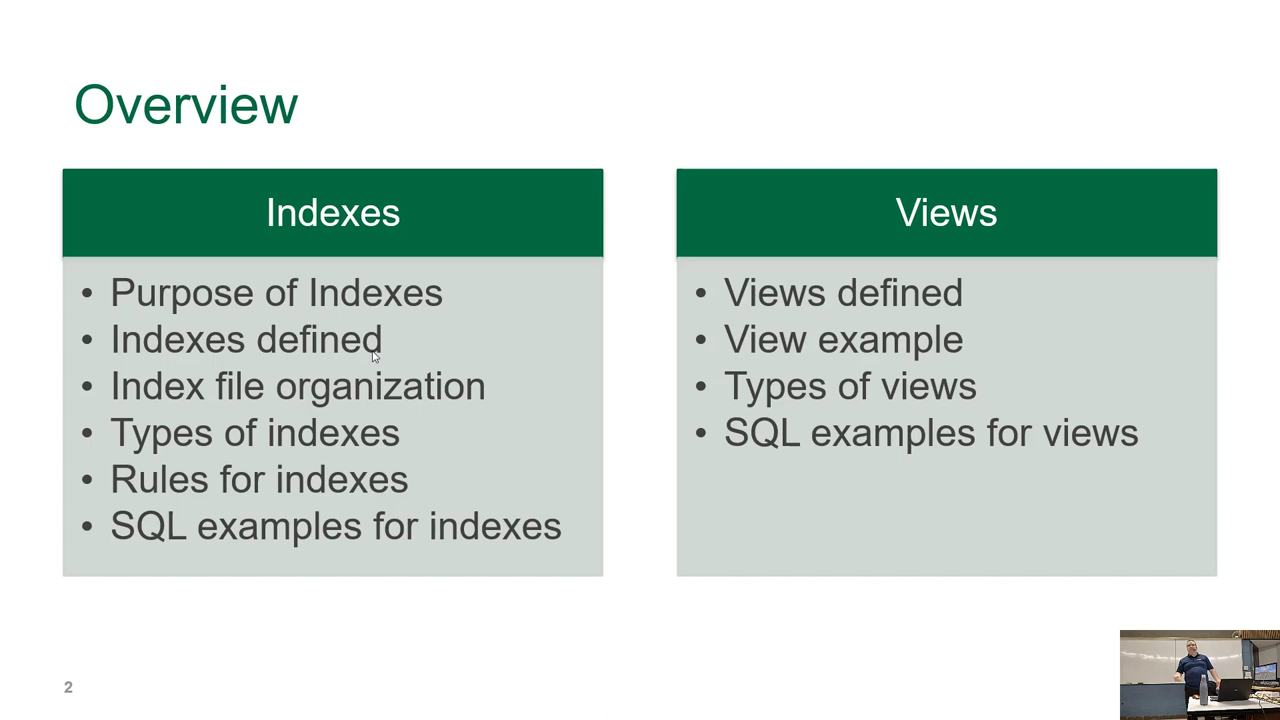 Overview
Indexes
• Purpose of Indexes
• Indexes defined
• Index file organization
• Types of indexes
• Rules for indexes
• SQL examples for indexes
Views
• Views defined
• View example
• Types of views
• SQL examples for views
2